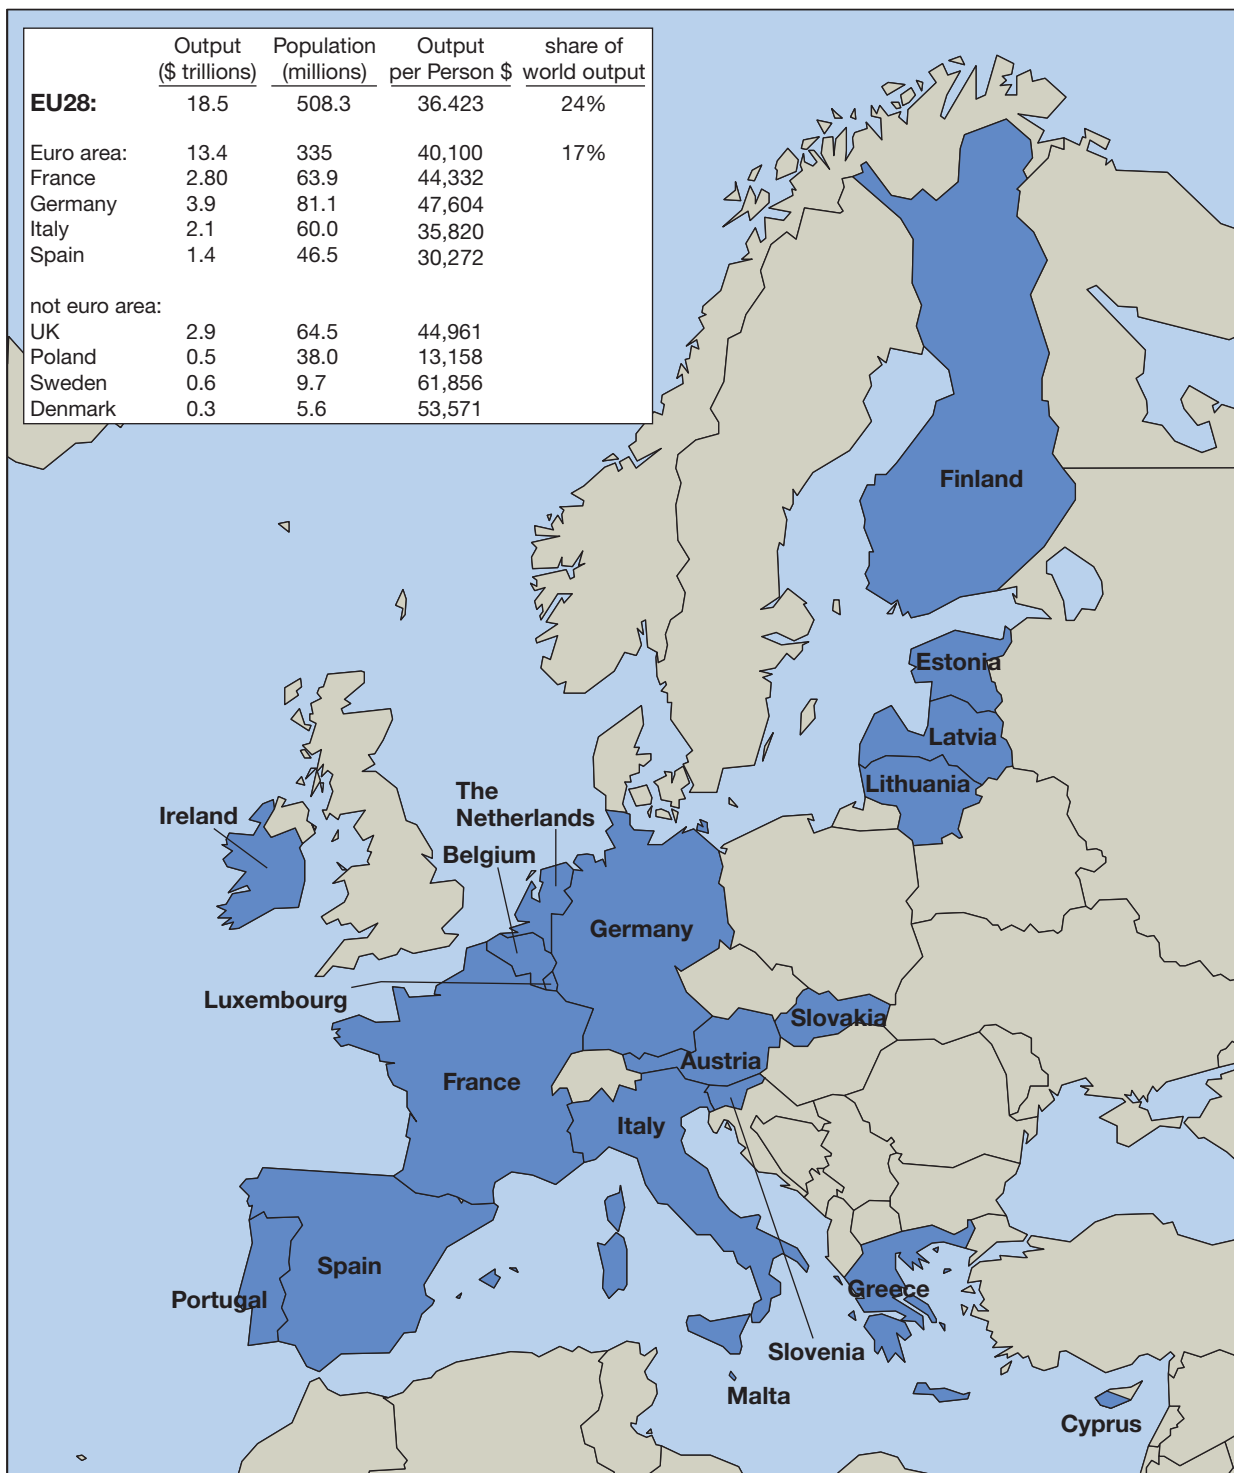 Output Population Output share of
($ trillions) (millions) per Person $ world output
EU28: 18.5 508.3 36.423 24%
Euro area: 13.4 335 40,100 17%
France 2.80 63.9 44,332
Germany 3.9 81.1 47,604
Italy 2.1 60.0 35,820
Spain 1.4 46.5 30,272
not euro area:
UK 2.9 64.5 44,961
Poland 0.5 38.0 13,158
Sweden 0.6 9.7 61,856
Denmark 0.3 5.6 53,571
Finland
Estonia
Latvia
Lithuania
The
Netherlands
Ireland
Belgium
Germany
Luxembourg
Slovakia
Austria
France
Italy
Spain
Portugal
Greece
Slovenia
Malta
Cyprus